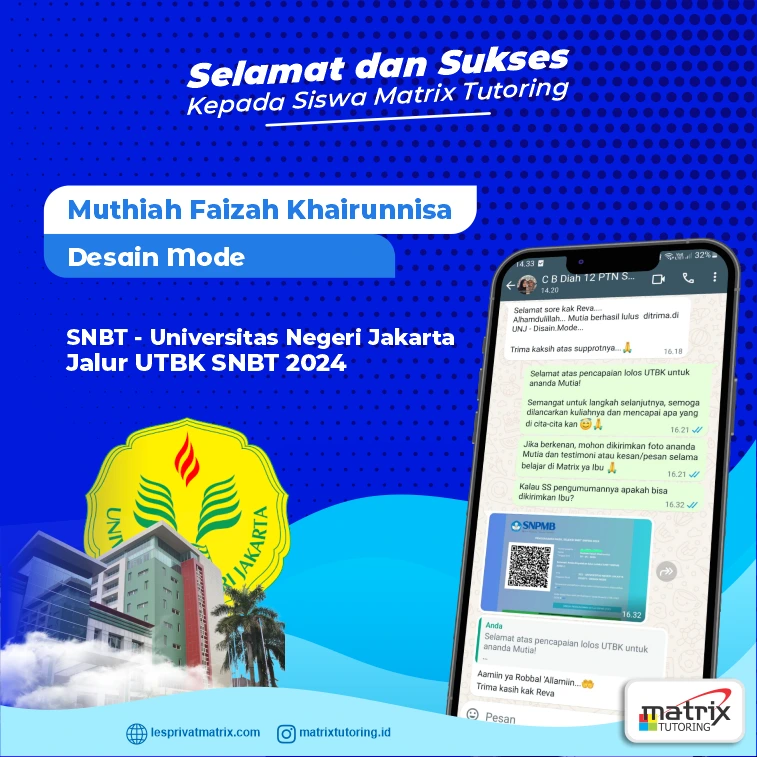 Selamat dan Sukses
Kepada Siswa Matrix Tutoring
Muthiah Faizah Khairunnisa
Desain Mode
SNBT - Universitas Negeri Jakarta
Jalur UTBK SNBT 2024
14.33
32%
C B Diah 12 PTN S...
14.20
Selamat sore kak Reva....
Alhamdulillah... Mutia berhasil lulus ditrima.di
UNJ - Disain.Mode...
Trima kaksih atas supprotnya...🙏
16.18
Selamat atas pencapaian lolos UTBK untuk
ananda Mutia!
Semangat untuk langkah selanjutnya, semoga
dilancarkan kuliahnya dan mencapai apa yang
di cita-cita kan 😇🙏
16.21
Jika berkenan, mohon dikirimkan foto ananda
Mutia dan testimoni atau kesan/pesan selama
belajar di Matrix ya Ibu 🙏
16.21
Kalau SS pengumumannya apakah bisa
dikirimkan Ibu?
16.32
SNPMB
16.32
Anda
Selamat atas pencapaian lolos UTBK untuk
ananda Mutia!
...
Aamiin ya Robbal 'Allamiin...🤲
Trima kasih kak Reva
Pesan
RI JAKARTA
lesprivatmatrix.com
matrixtutoring.id
matrix
TUTORING